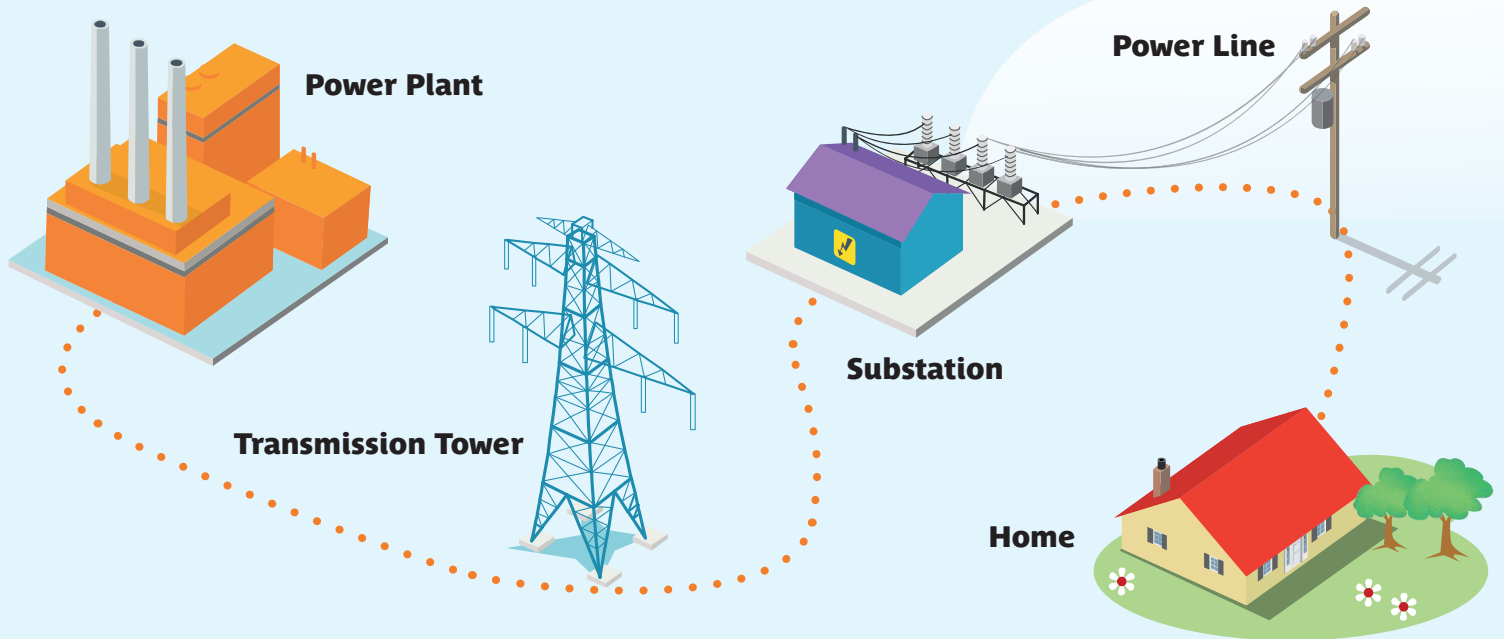 Power Plant
Transmission Tower
Substation
Power Line
Home